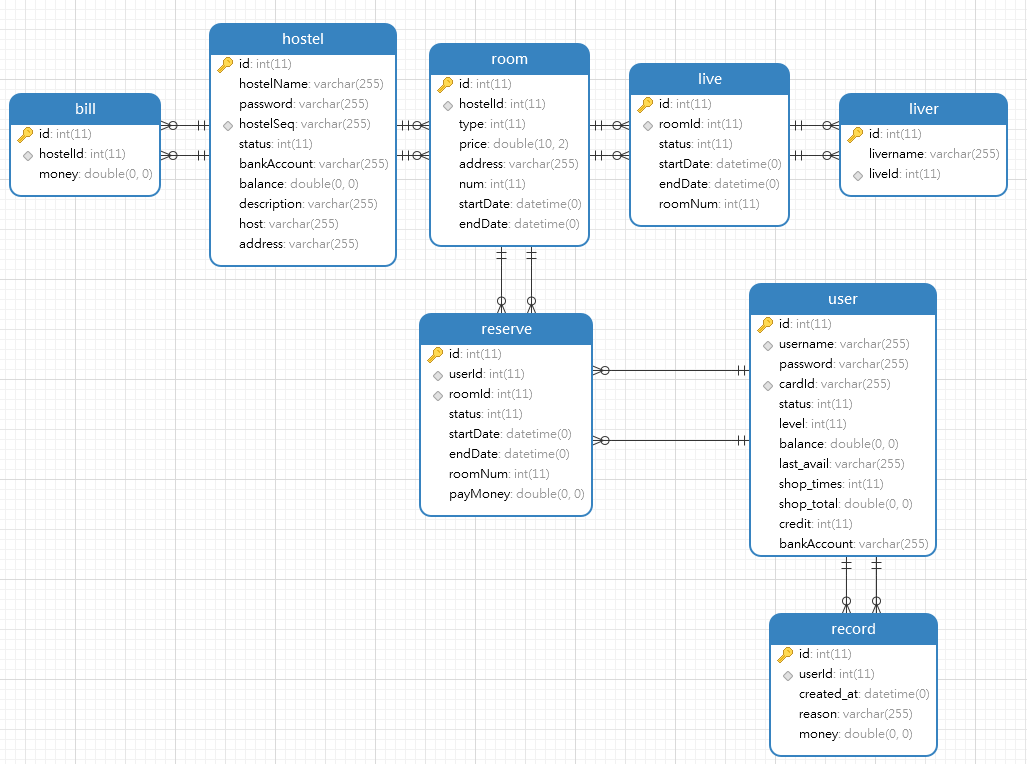 bill
id: int(11)
hostelId: int(11)
money: double(0, 0)
hostel
id: int(11)
hostelName: varchar(255)
password: varchar(255)
hostelSeq: varchar(255)
status: int(11)
bankAccount: varchar(255)
balance: double(0, 0)
description: varchar(255)
host: varchar(255)
address: varchar(255)
room
id: int(11)
hostelId: int(11)
type: int(11)
price: double(10, 2)
address: varchar(255)
num: int(11)
startDate: datetime(0)
endDate: datetime(0)
live
id: int(11)
roomId: int(11)
status: int(11)
startDate: datetime(0)
endDate: datetime(0)
roomNum: int(11)
liver
id: int(11)
livername: varchar(255)
liveId: int(11)
reserve
id: int(11)
userId: int(11)
roomId: int(11)
status: int(11)
startDate: datetime(0)
endDate: datetime(0)
roomNum: int(11)
payMoney: double(0, 0)
user
id: int(11)
username: varchar(255)
password: varchar(255)
cardId: varchar(255)
status: int(11)
level: int(11)
balance: double(0, 0)
last_avail: varchar(255)
shop_times: int(11)
shop_total: double(0, 0)
credit: int(11)
bankAccount: varchar(255)
record
id: int(11)
userId: int(11)
created_at: datetime(0)
reason: varchar(255)
money: double(0, 0)